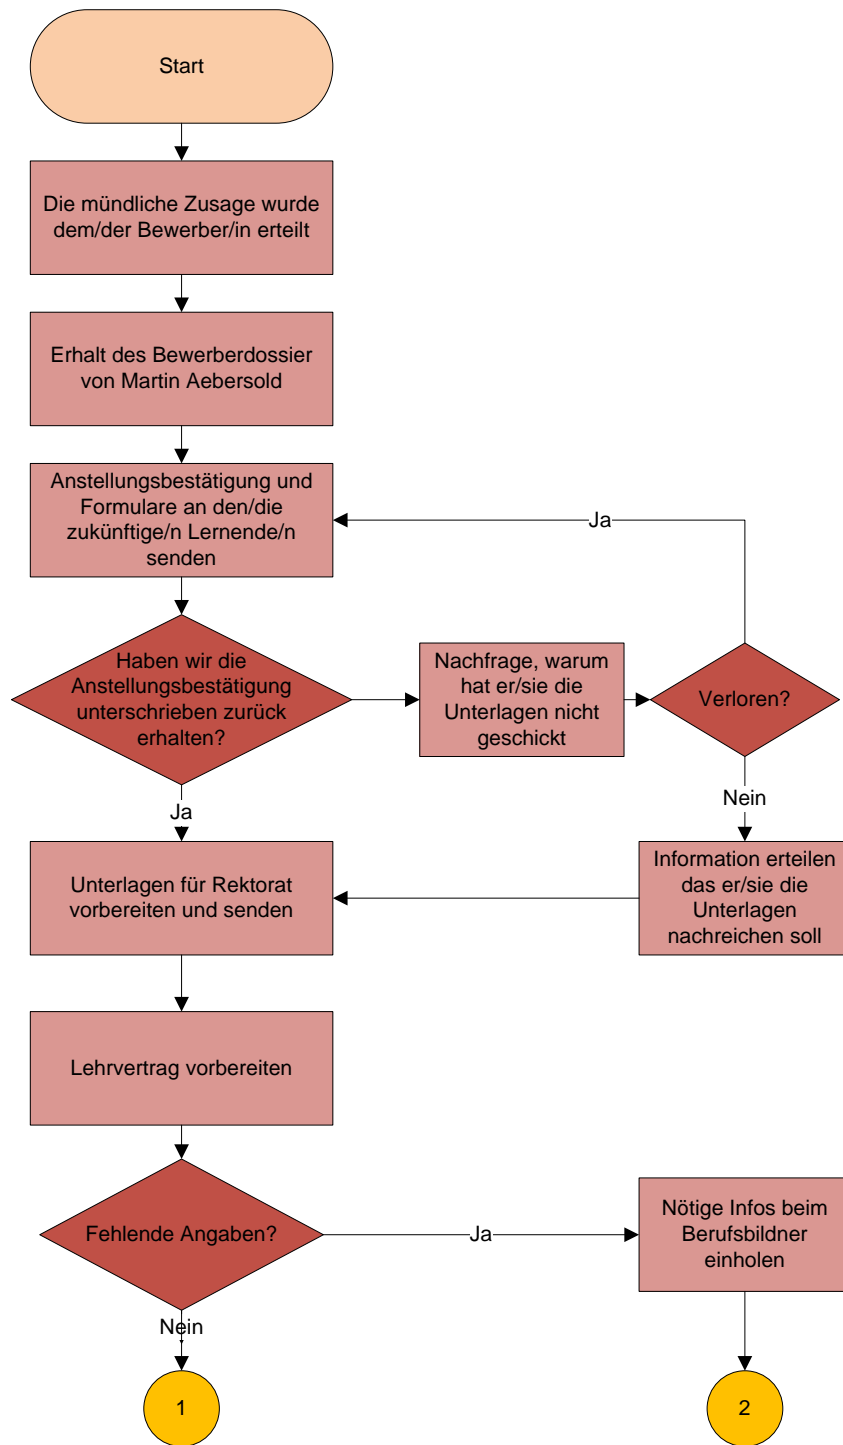 Start
Die mündliche Zusage wurde
dem/der Bewerber/in erteilt
Erhalt des Bewerberdossier
von Martin Aebersold
Anstellungsbestätigung und
Formulare an den/die
zukünftige/n Lernende/n
senden
Ja
Haben wir die
Anstellungsbestätigung
unterschrieben zurück
erhalten?
Nachfrage, warum
hat er/sie die
Unterlagen nicht
geschickt
Verloren?
Ja
Nein
Unterlagen für Rektorat
vorbereiten und senden
Information erteilen
das er/sie die
Unterlagen
nachreichen soll
Lehrvertrag vorbereiten
Fehlende Angaben?
Ja
Nötige Infos beim
Berufsbildner
einholen
Nein
1
2